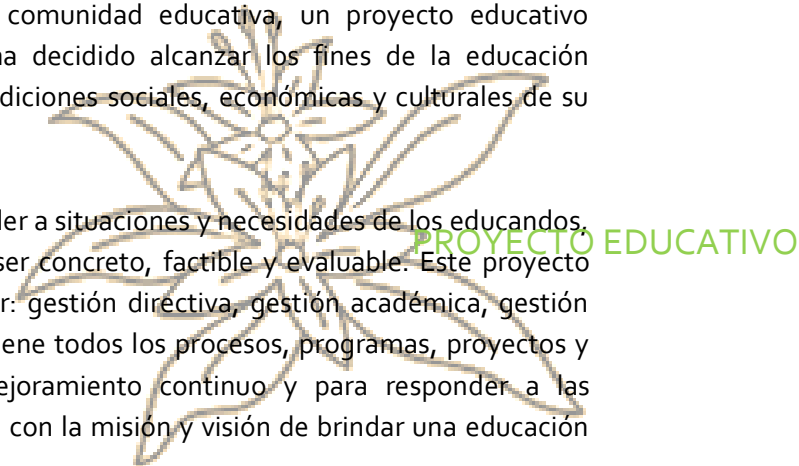 comunidad educativa, un proyecto educativo
ha decidido alcanzar los fines de la educación
diciones sociales, económicas y culturales de su
der a situaciones y necesidades de los educandos,
ser concreto, factible y evaluable. Este proyecto
PROYECTO EDUCATIVO
r: gestión directiva, gestión académica, gestión
iene todos los procesos, programas, proyectos y
ejoramiento continuo y para responder a las
con la misión y visión de brindar una educación